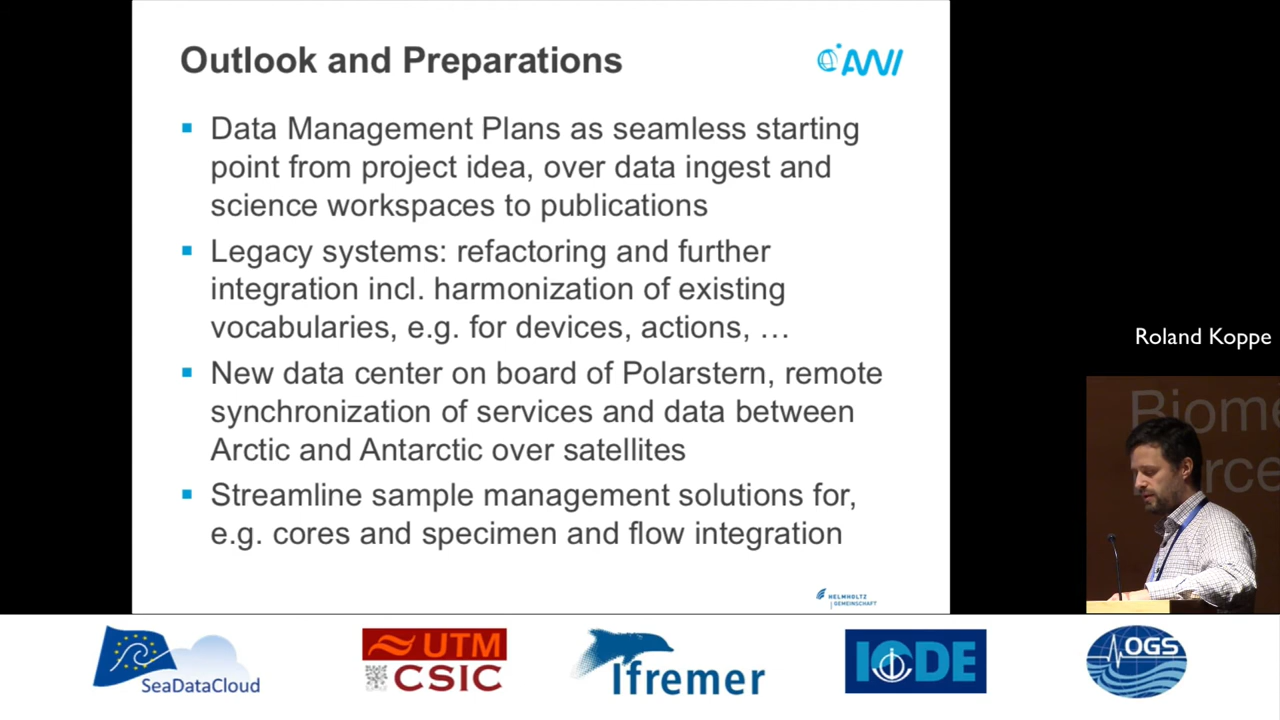 Outlook and Preparations
AWI
▪ Data Management Plans as seamless starting
point from project idea, over data ingest and
science workspaces to publications
▪ Legacy systems: refactoring and further
integration incl. harmonization of existing
vocabularies, e.g. for devices, actions, …
▪ New data center on board of Polarstern, remote
synchronization of services and data between
Arctic and Antarctic over satellites
▪ Streamline sample management solutions for,
e.g. cores and specimen and flow integration
HELMHOLTZ
GEMEINSCHAFT
Roland Koppe
Biome
rce
SeaDataCloud
UTM
CSIC
Ifremer
IODE
OGS